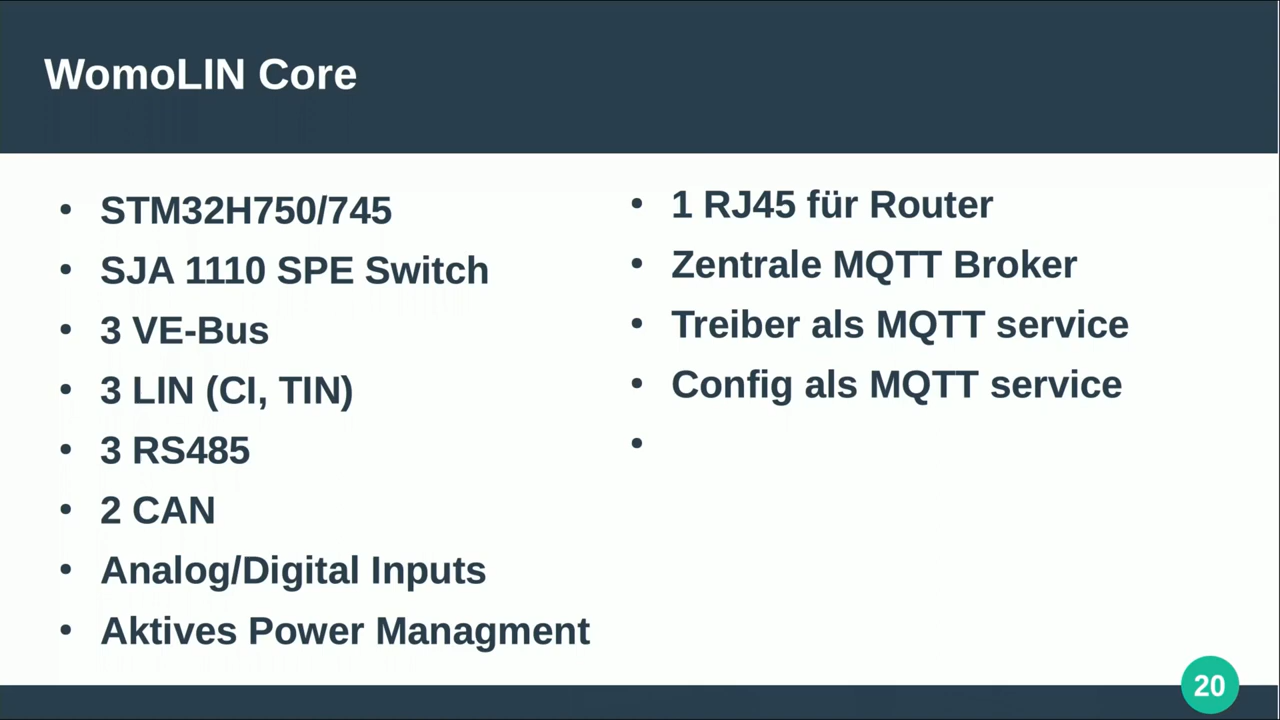 WomoLIN Core
• STM32H750/745
• SJA 1110 SPE Switch
• 3 VE-Bus
• 3 LIN (CI, TIN)
• 3 RS485
• 2 CAN
• Analog/Digital Inputs
• Aktives Power Managment
• 1 RJ45 für Router
• Zentrale MQTT Broker
• Treiber als MQTT service
• Config als MQTT service
•
20